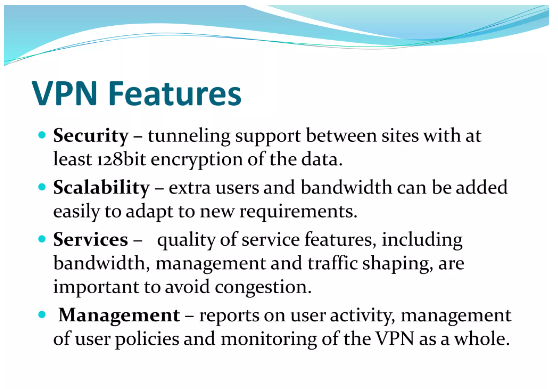 VPN Features
• Security – tunneling support between sites with at
least 128bit encryption of the data.
• Scalability – extra users and bandwidth can be added
easily to adapt to new requirements.
• Services – quality of service features, including
bandwidth, management and traffic shaping, are
important to avoid congestion.
• Management – reports on user activity, management
of user policies and monitoring of the VPN as a whole.